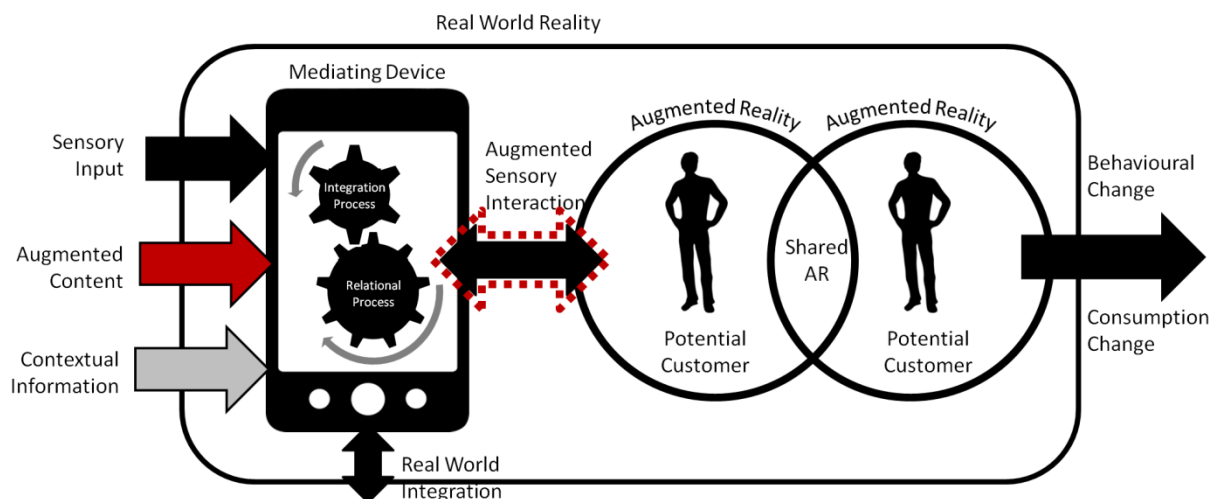 Real World Reality
Mediating Device
Sensory
Input
Augmented
Content
Contextual
Information
Integration
Process
Relational
Process
Augmented
Sensory
Interaction
Real World
Integration
Augmented Reality
Augmented Reality
Shared
AR
Potential
Customer
Potential
Customer
Behavioural
Change
Consumption
Change